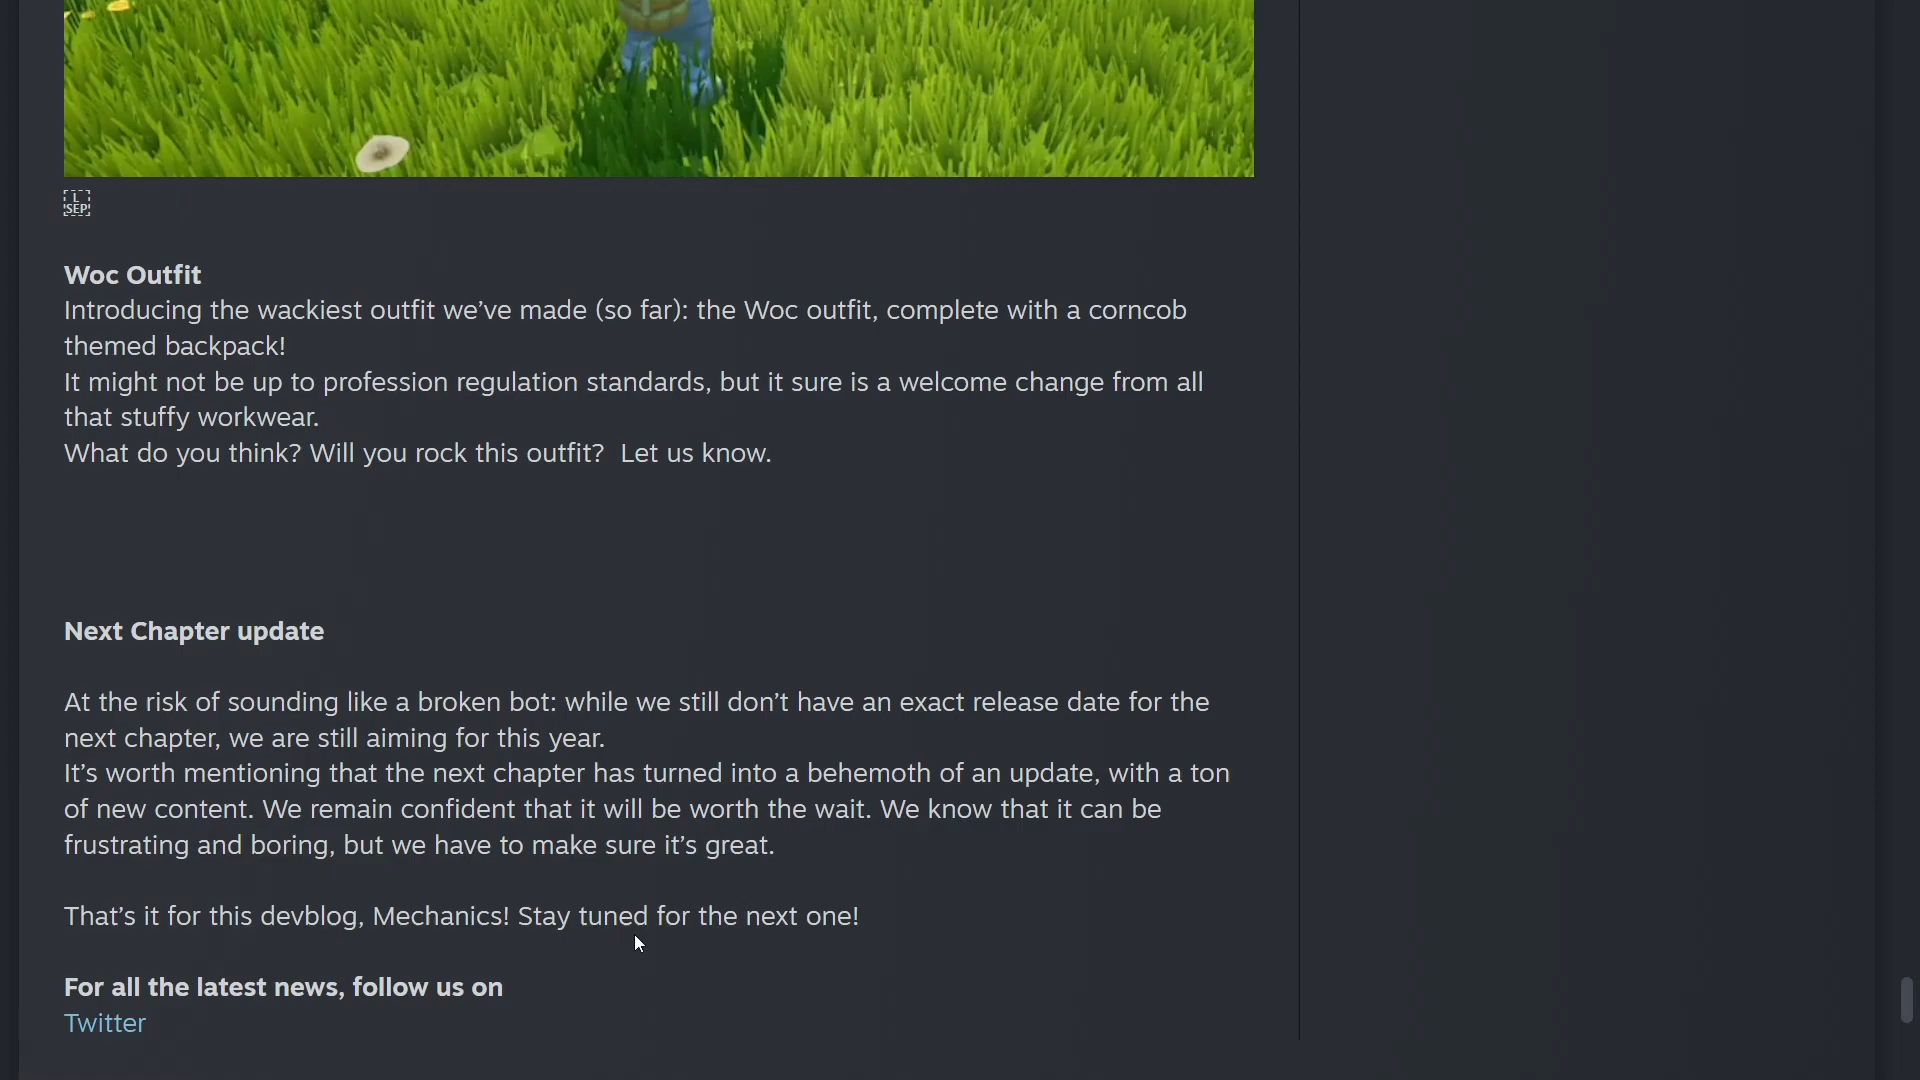 L
SEP
Woc Outfit
Introducing the wackiest outfit we’ve made (so far): the Woc outfit, complete with a corncob
themed backpack!
It might not be up to profession regulation standards, but it sure is a welcome change from all
that stuffy workwear.
What do you think? Will you rock this outfit?  Let us know.
Next Chapter update
At the risk of sounding like a broken bot: while we still don’t have an exact release date for the
next chapter, we are still aiming for this year.
It’s worth mentioning that the next chapter has turned into a behemoth of an update, with a ton
of new content. We remain confident that it will be worth the wait. We know that it can be
frustrating and boring, but we have to make sure it’s great.
That’s it for this devblog, Mechanics! Stay tuned for the next one!
For all the latest news, follow us on
Twitter